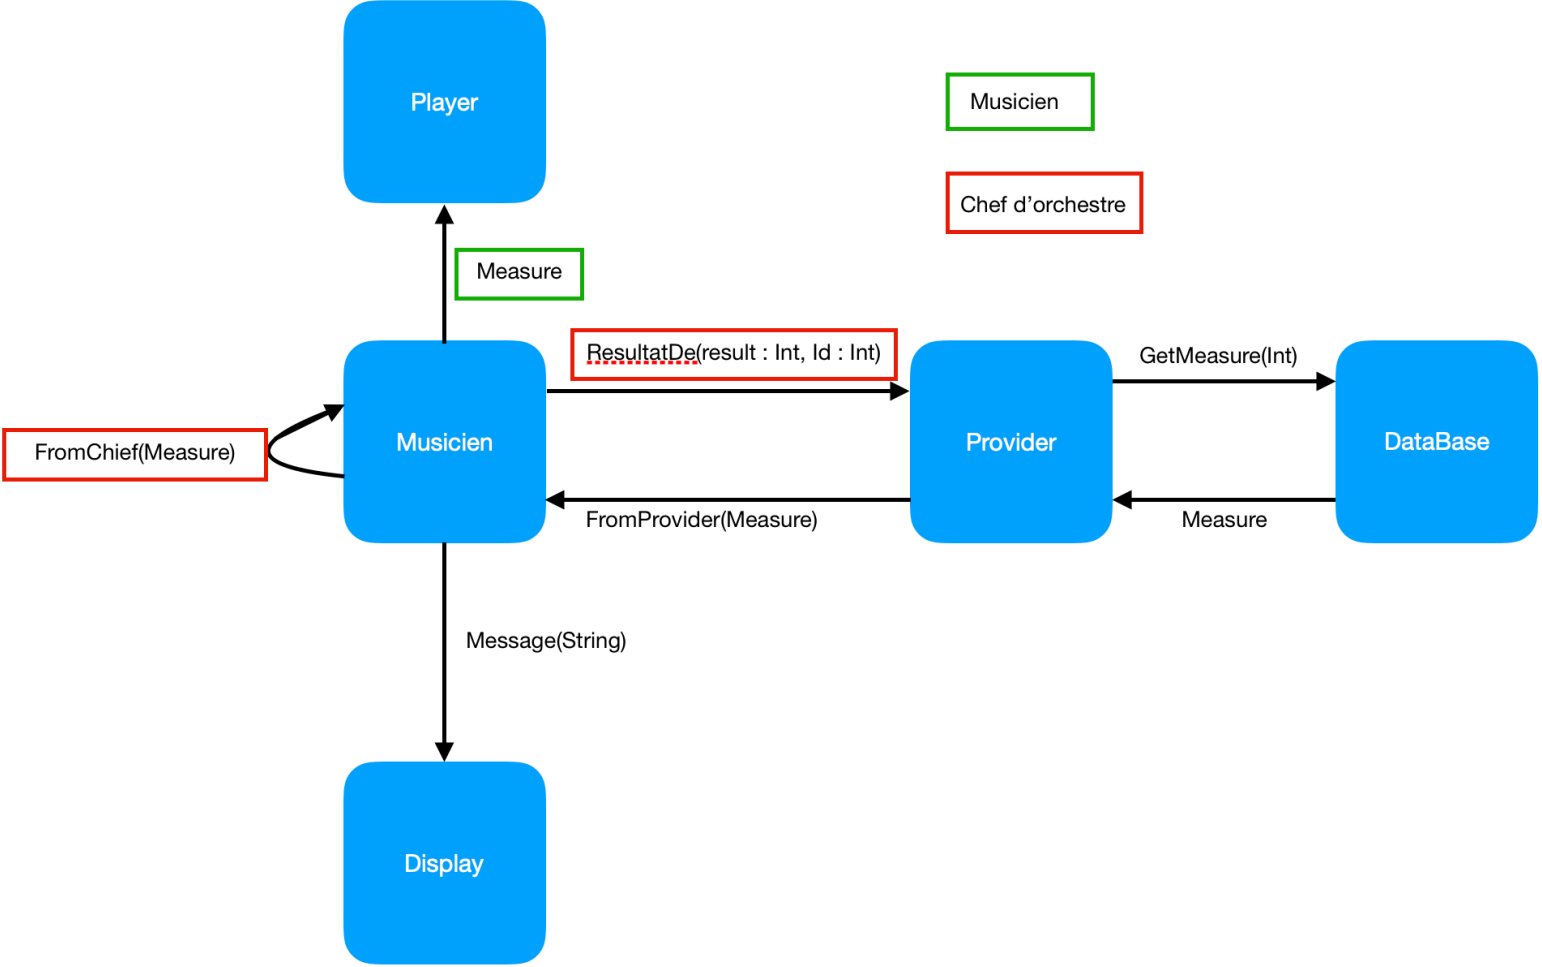 Player
Musicien
Chef d’orchestre
Measure
ResultatDe(result : Int, Id : Int)
GetMeasure(Int)
FromChief(Measure)
Musicien
Provider
DataBase
FromProvider(Measure)
Measure
Message(String)
Display